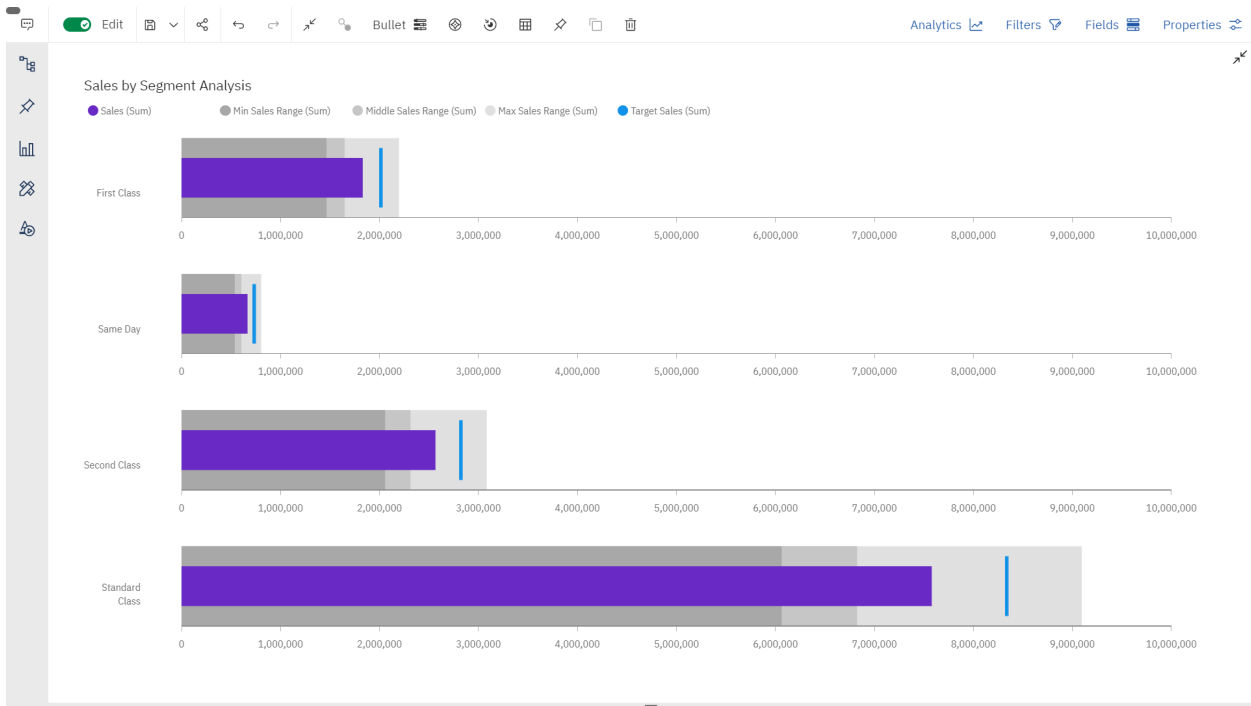 Edit
Bullet
Analytics
Filters
Fields
Properties
Sales by Segment Analysis
Sales (Sum) Min Sales Range (Sum) Middle Sales Range (Sum) Max Sales Range (Sum) Target Sales (Sum)
First Class
0 1,000,000 2,000,000 3,000,000 4,000,000 5,000,000 6,000,000 7,000,000 8,000,000 9,000,000 10,000,000
Same Day
0 1,000,000 2,000,000 3,000,000 4,000,000 5,000,000 6,000,000 7,000,000 8,000,000 9,000,000 10,000,000
Second Class
0 1,000,000 2,000,000 3,000,000 4,000,000 5,000,000 6,000,000 7,000,000 8,000,000 9,000,000 10,000,000
Standard
Class
0 1,000,000 2,000,000 3,000,000 4,000,000 5,000,000 6,000,000 7,000,000 8,000,000 9,000,000 10,000,000